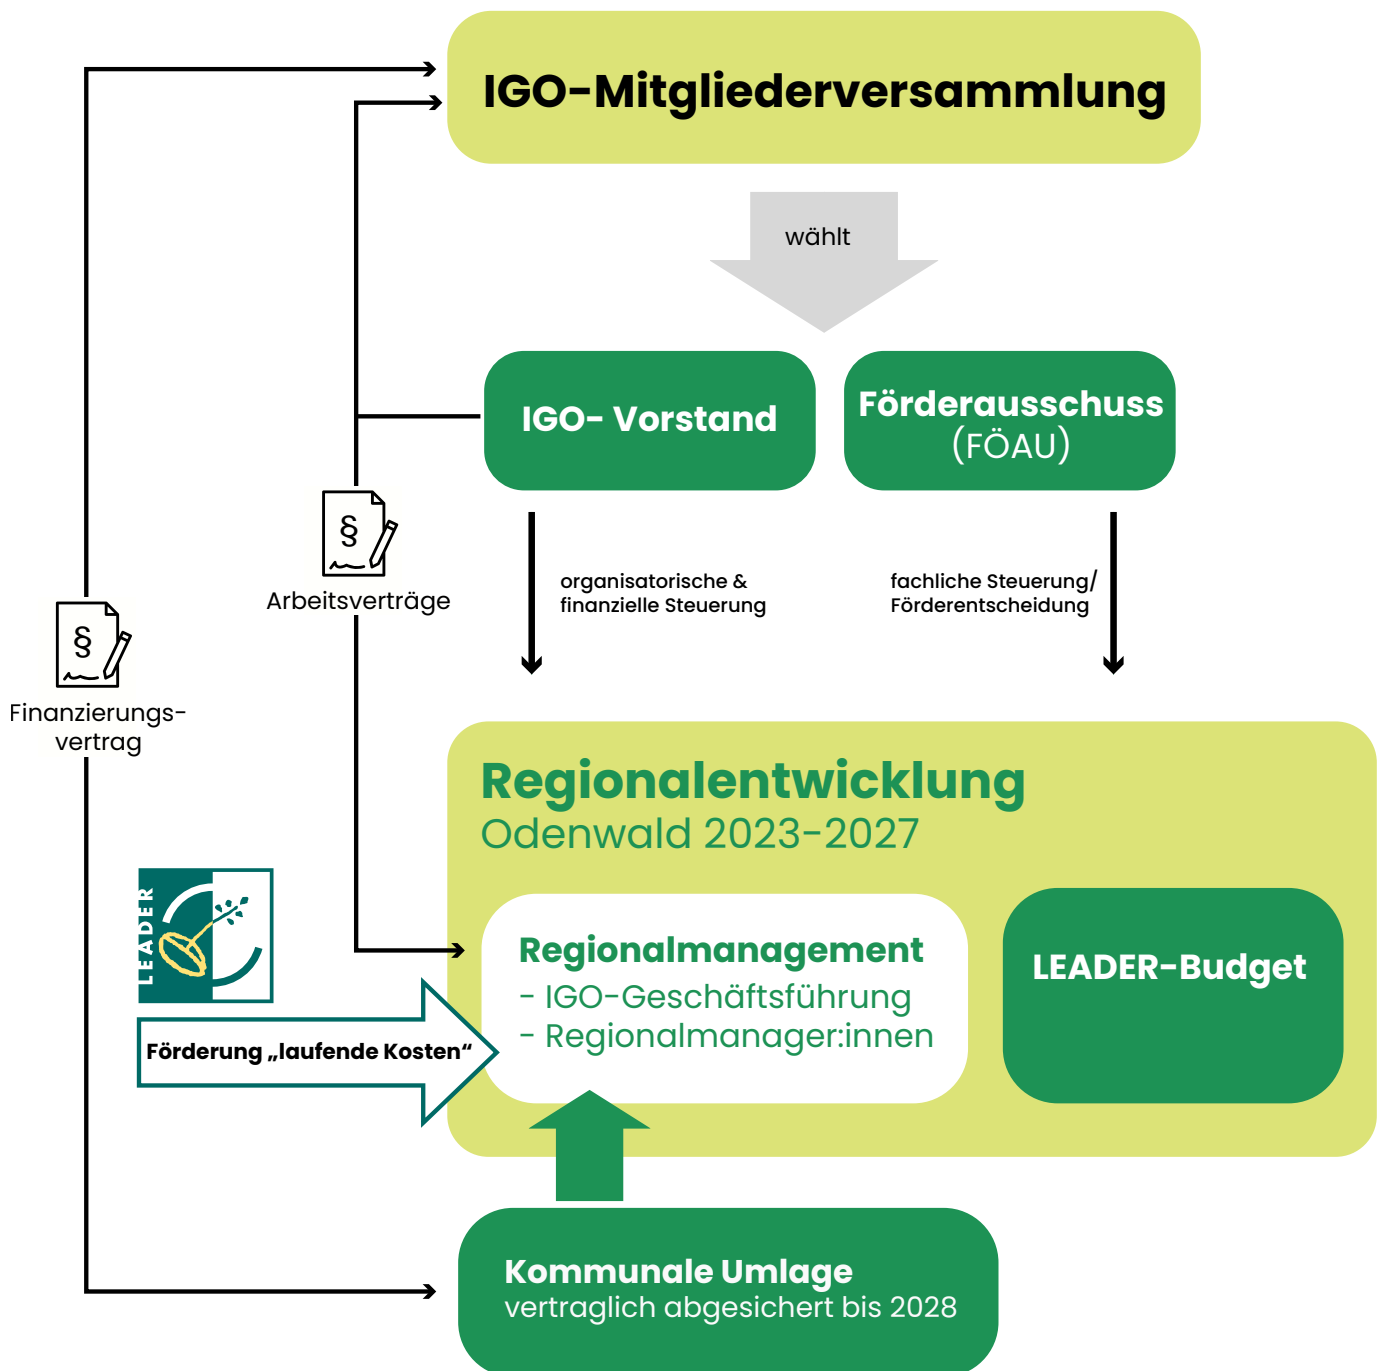 IGO-Mitgliederversammlung
wählt
IGO- Vorstand
Förderausschuss
(FÖAU)
§
Arbeitsverträge
organisatorische &
finanzielle Steuerung
fachliche Steuerung/
Förderentscheidung
§
Finanzierungs-
vertrag
Regionalentwicklung
Odenwald 2023-2027
LEADER
Regionalmanagement
- IGO-Geschäftsführung
- Regionalmanager:innen
LEADER-Budget
Förderung „laufende Kosten“
Kommunale Umlage
vertraglich abgesichert bis 2028